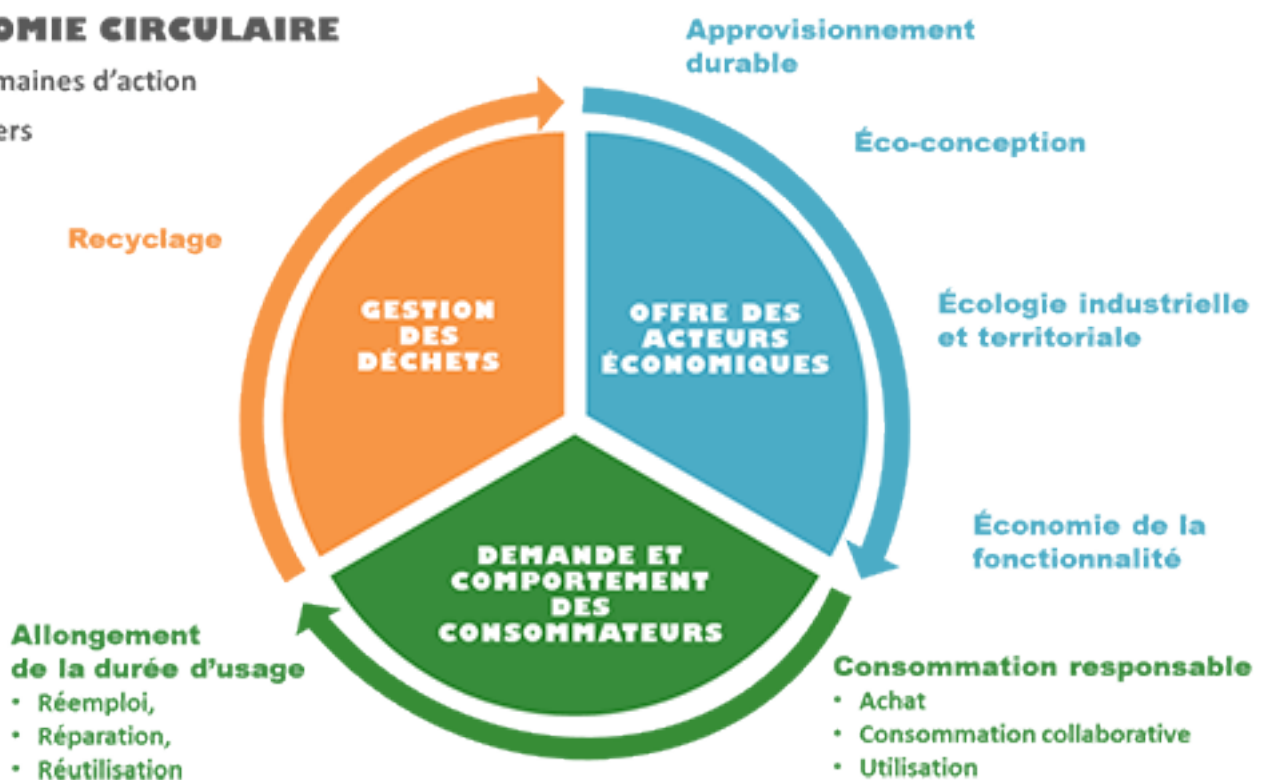 OMIE CIRCULAIRE
maines d'action
ers
Approvisionnement
durable
Éco-conception
Recyclage
GESTION
DES
DÉCHETS
OFFRE DES
ACTEURS
ÉCONOMIQUES
Écologie industrielle
et territoriale
Économie de la
fonctionnalité
DEMANDE ET
COMPORTEMENT
DES
CONSOMMATEURS
Allongement
de la durée d'usage
• Réemploi,
• Réparation,
• Réutilisation
Consommation responsable
• Achat
• Consommation collaborative
• Utilisation